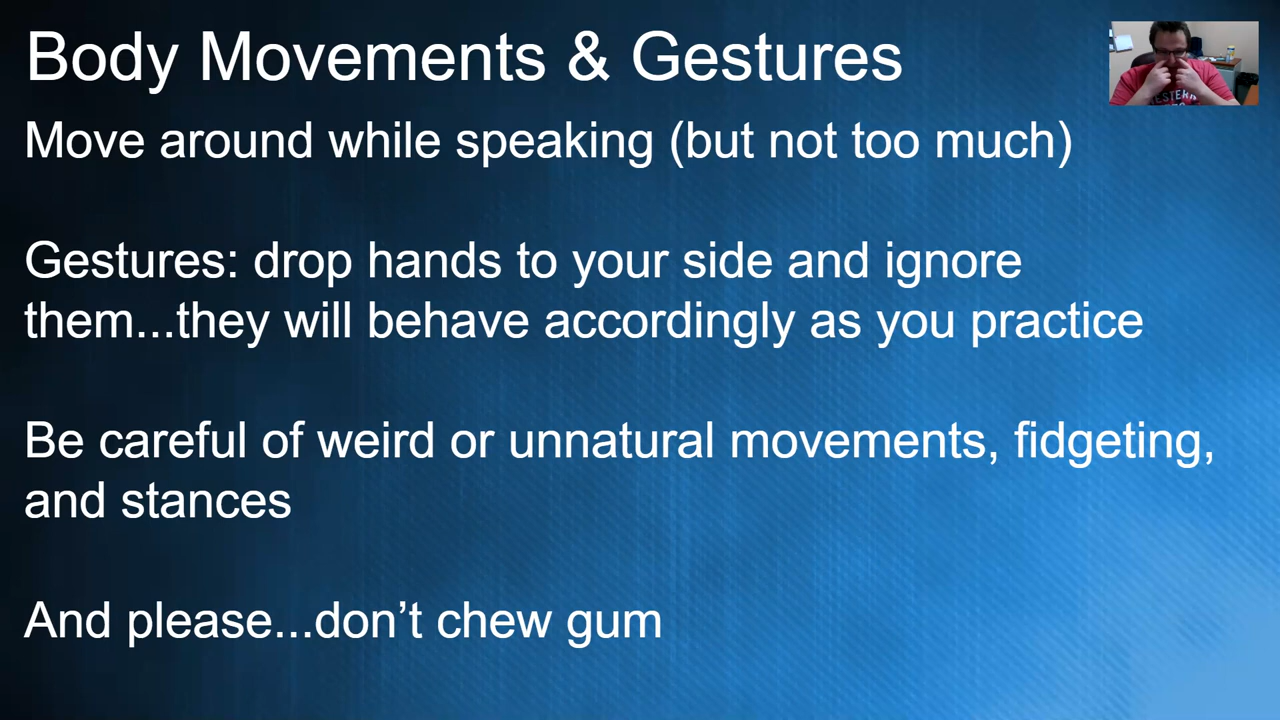 Body Movements & Gestures
Move around while speaking (but not too much)
Gestures: drop hands to your side and ignore
them...they will behave accordingly as you practice
Be careful of weird or unnatural movements, fidgeting,
and stances
And please...don’t chew gum